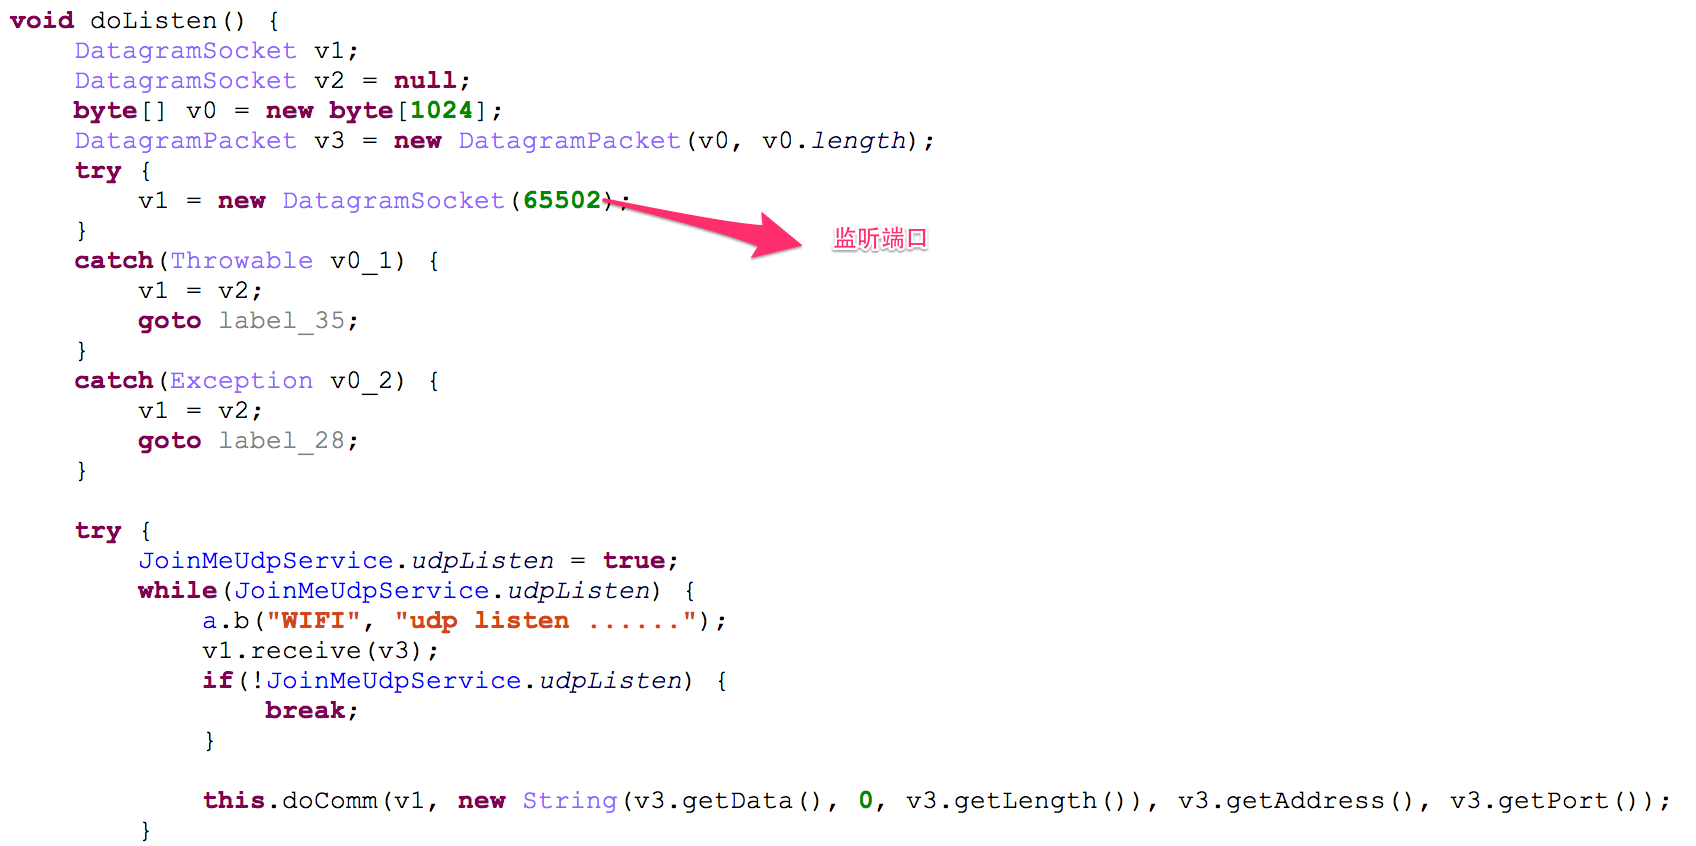 void doListen() {
DatagramSocket v1;
DatagramSocket v2 = null;
byte[] v0 = new byte[1024];
DatagramPacket v3 = new DatagramPacket(v0, v0.length);
try {
v1 = new DatagramSocket(65502);
监听端口
}
catch(Throwable v0_1) {
v1 = v2;
goto label_35;
}
catch(Exception v0_2) {
v1 = v2;
goto label_28;
}
try {
JoinMeUdpService.udpListen = true;
while(JoinMeUdpService.udpListen) {
a.b("WIFI", "udp listen ......");
v1.receive(v3);
if(!JoinMeUdpService.udpListen) {
break;
}
this.doComm(v1, new String(v3.getData(), 0, v3.getLength()), v3.getAddress(), v3.getPort());
}